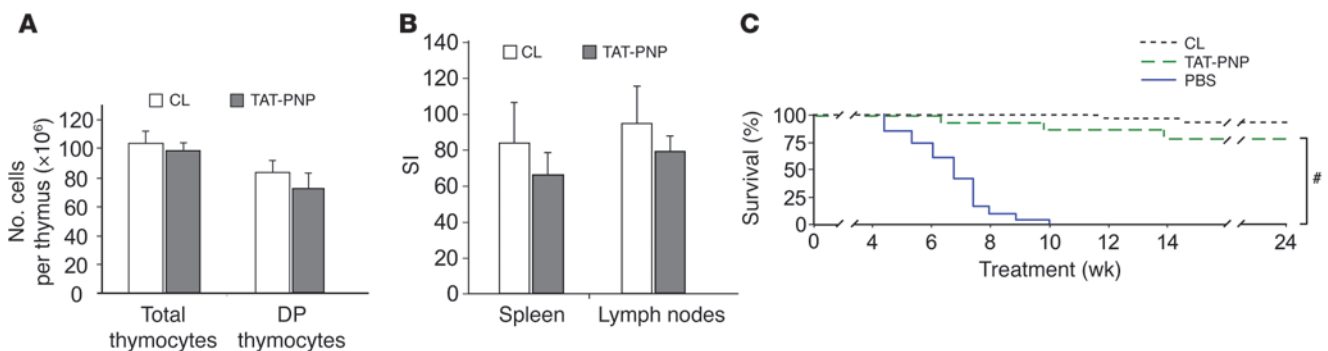 A
CL TAT-PNP
No. cells
per thymus (×10⁶)
120
100
80
60
40
20
0
Total
thymocytes
DP
thymocytes
B
CL TAT-PNP
SI
140
120
100
80
60
40
20
0
Spleen Lymph nodes
C
CL
TAT-PNP
PBS
Survival (%)
100
75
50
25
0
0 4 6 8 10 12 14 24
Treatment (wk)
#